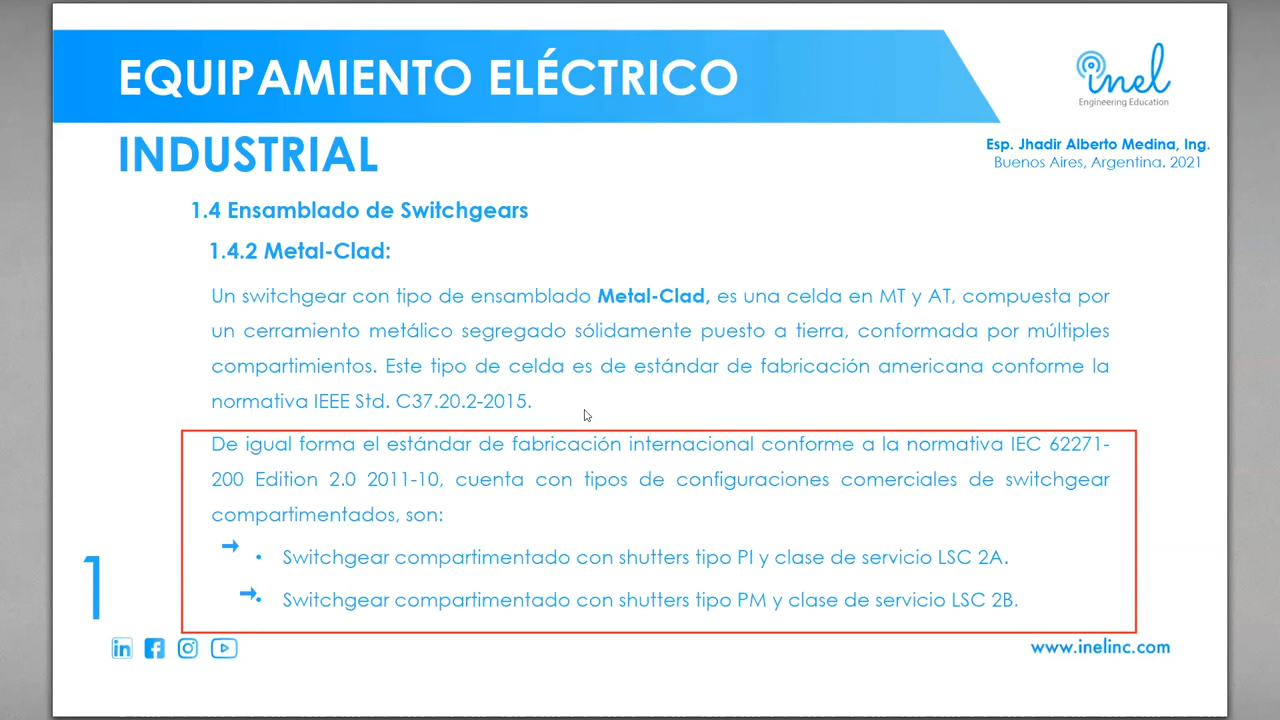 EQUIPAMIENTO ELÉCTRICO
INDUSTRIAL
inel
Engineering Education
Esp. Jhadir Alberto Medina, Ing.
Buenos Aires, Argentina. 2021
1.4 Ensamblado de Switchgears
1.4.2 Metal-Clad:
Un switchgear con tipo de ensamblado Metal-Clad, es una celda en MT y AT, compuesta por
un cerramiento metálico segregado sólidamente puesto a tierra, conformada por múltiples
compartimientos. Este tipo de celda es de estándar de fabricación americana conforme la
normativa IEEE Std. C37.20.2-2015.
De igual forma el estándar de fabricación internacional conforme a la normativa IEC 62271-
200 Edition 2.0 2011-10, cuenta con tipos de configuraciones comerciales de switchgear
compartimentados, son:
• Switchgear compartimentado con shutters tipo PI y clase de servicio LSC 2A.
• Switchgear compartimentado con shutters tipo PM y clase de servicio LSC 2B.
1
www.inelinc.com